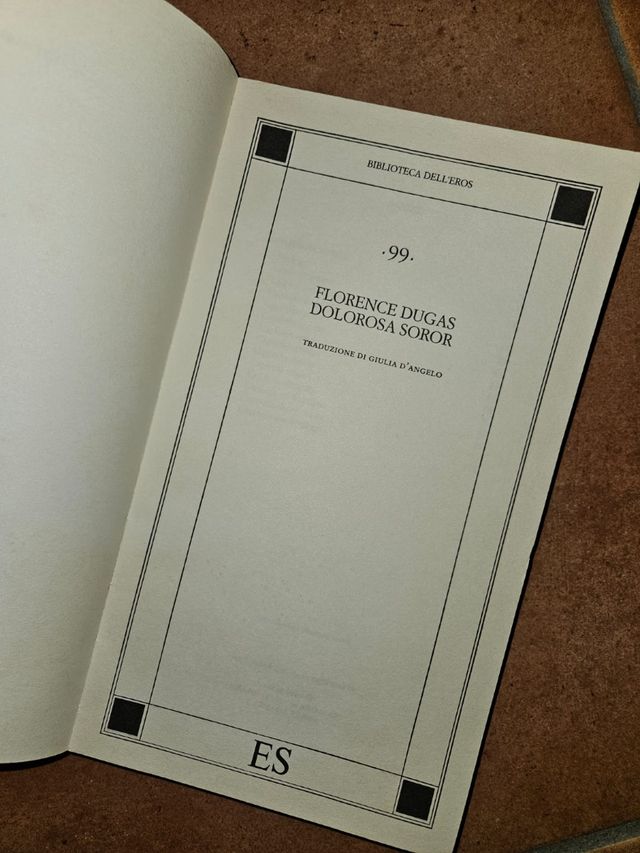 BIBLIOTECA DELL'EROS
·99·
FLORENCE DUGAS
DOLOROSA SOROR
TRADUZIONE DI GIULIA D'ANGELO
ES